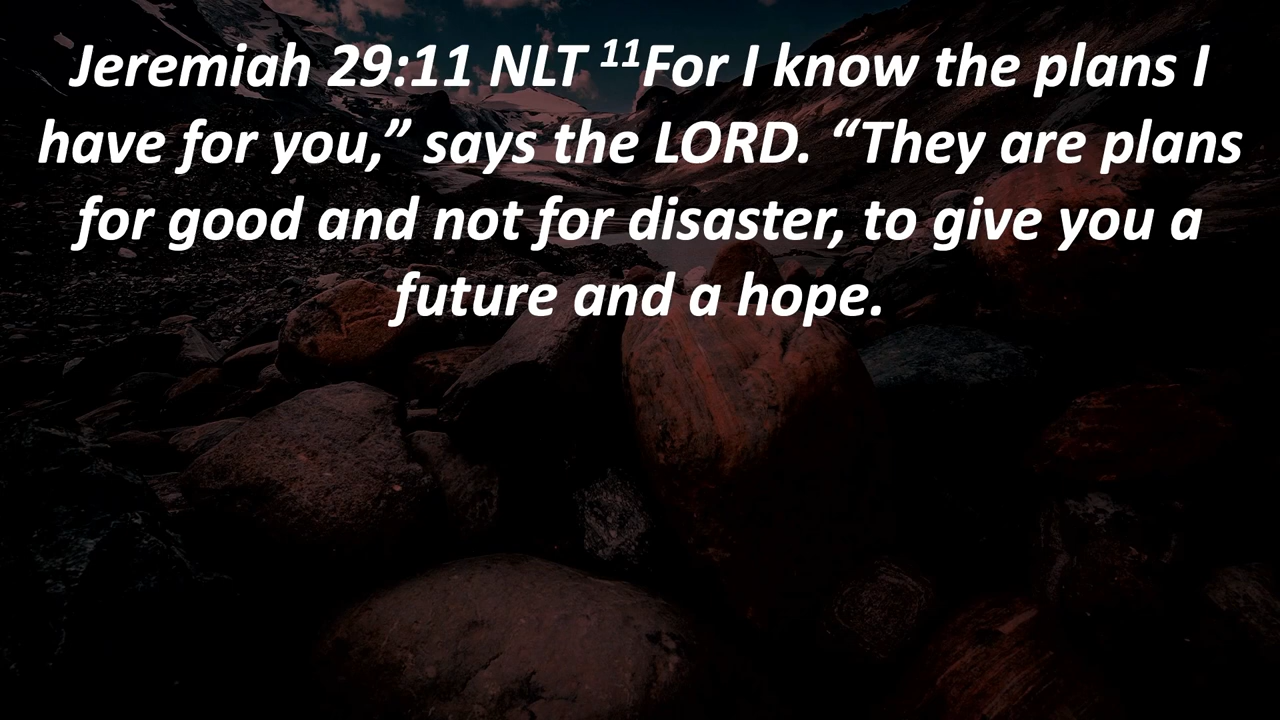 Jeremiah 29:11 NLT ¹¹For I know the plans I
have for you,” says the LORD. “They are plans
for good and not for disaster, to give you a
future and a hope.